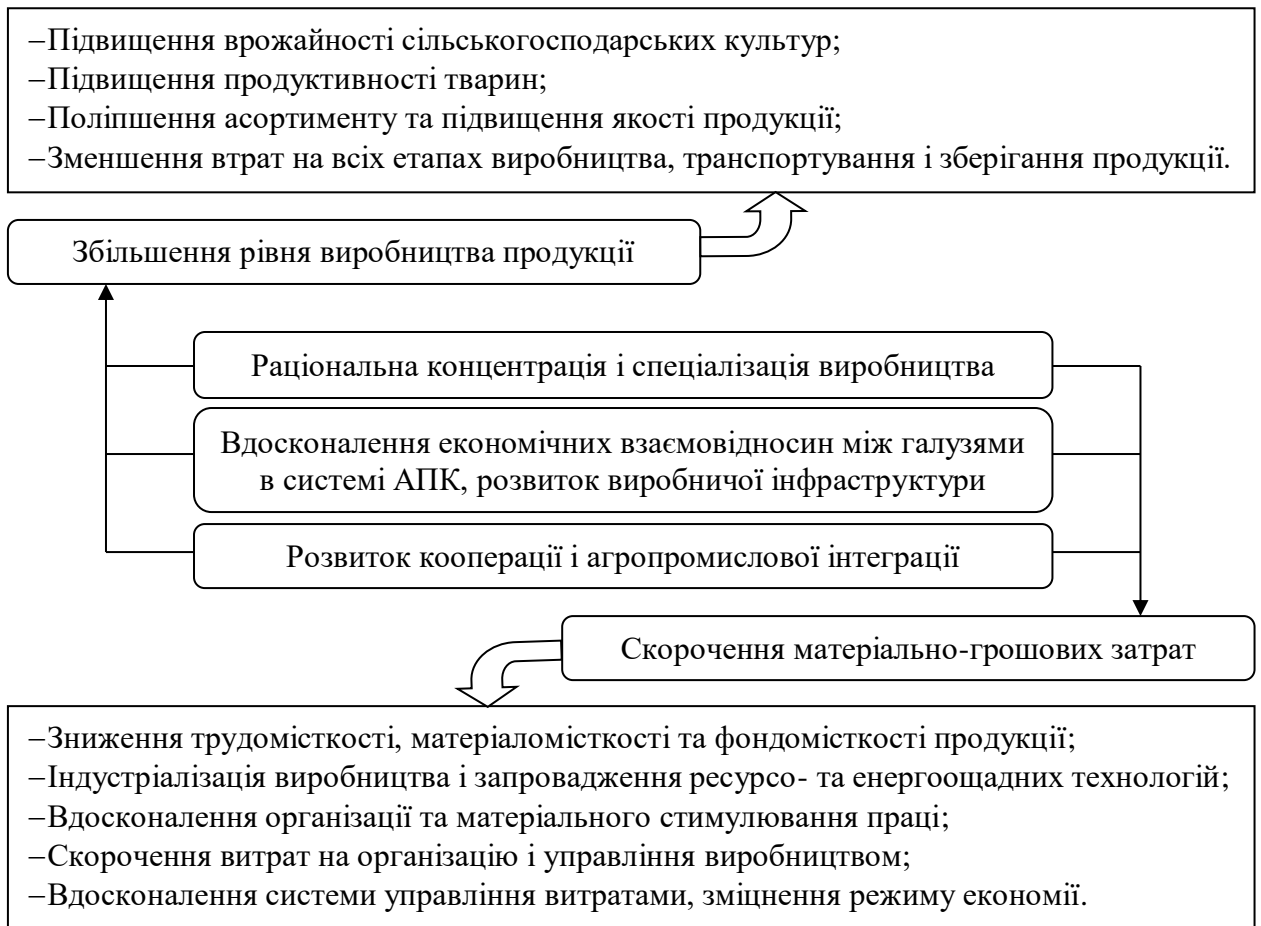 –Підвищення врожайності сільськогосподарських культур;
–Підвищення продуктивності тварин;
–Поліпшення асортименту та підвищення якості продукції;
–Зменшення втрат на всіх етапах виробництва, транспортування і зберігання продукції.
Збільшення рівня виробництва продукції
Раціональна концентрація і спеціалізація виробництва
Вдосконалення економічних взаємовідносин між галузями
в системі АПК, розвиток виробничої інфраструктури
Розвиток кооперації і агропромислової інтеграції
Скорочення матеріально-грошових затрат
–Зниження трудомісткості, матеріаломісткості та фондомісткості продукції;
–Індустріалізація виробництва і запровадження ресурсо- та енергоощадних технологій;
–Вдосконалення організації та матеріального стимулювання праці;
–Скорочення витрат на організацію і управління виробництвом;
–Вдосконалення системи управління витратами, зміцнення режиму економії.